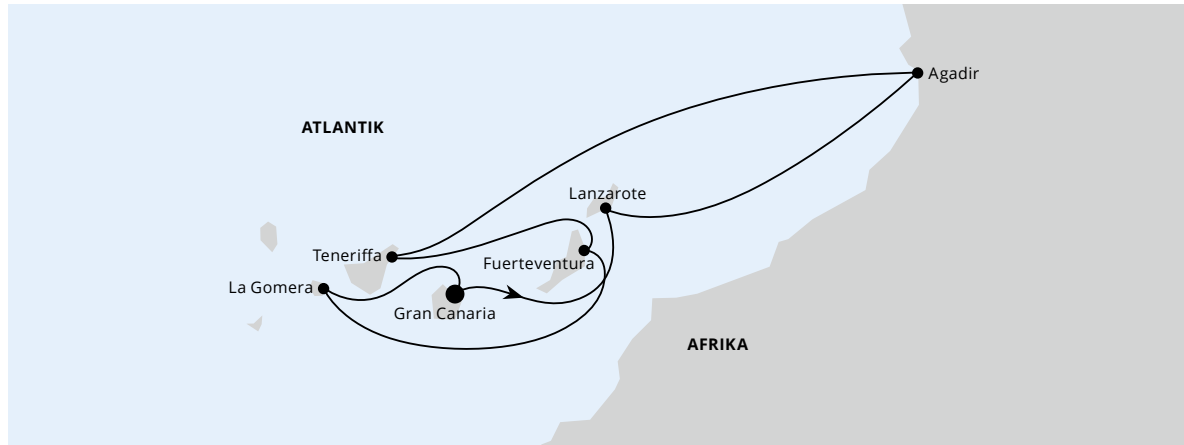 Agadir
ATLANTIK
Lanzarote
Teneriffa
Fuerteventura
La Gomera
Gran Canaria
AFRIKA